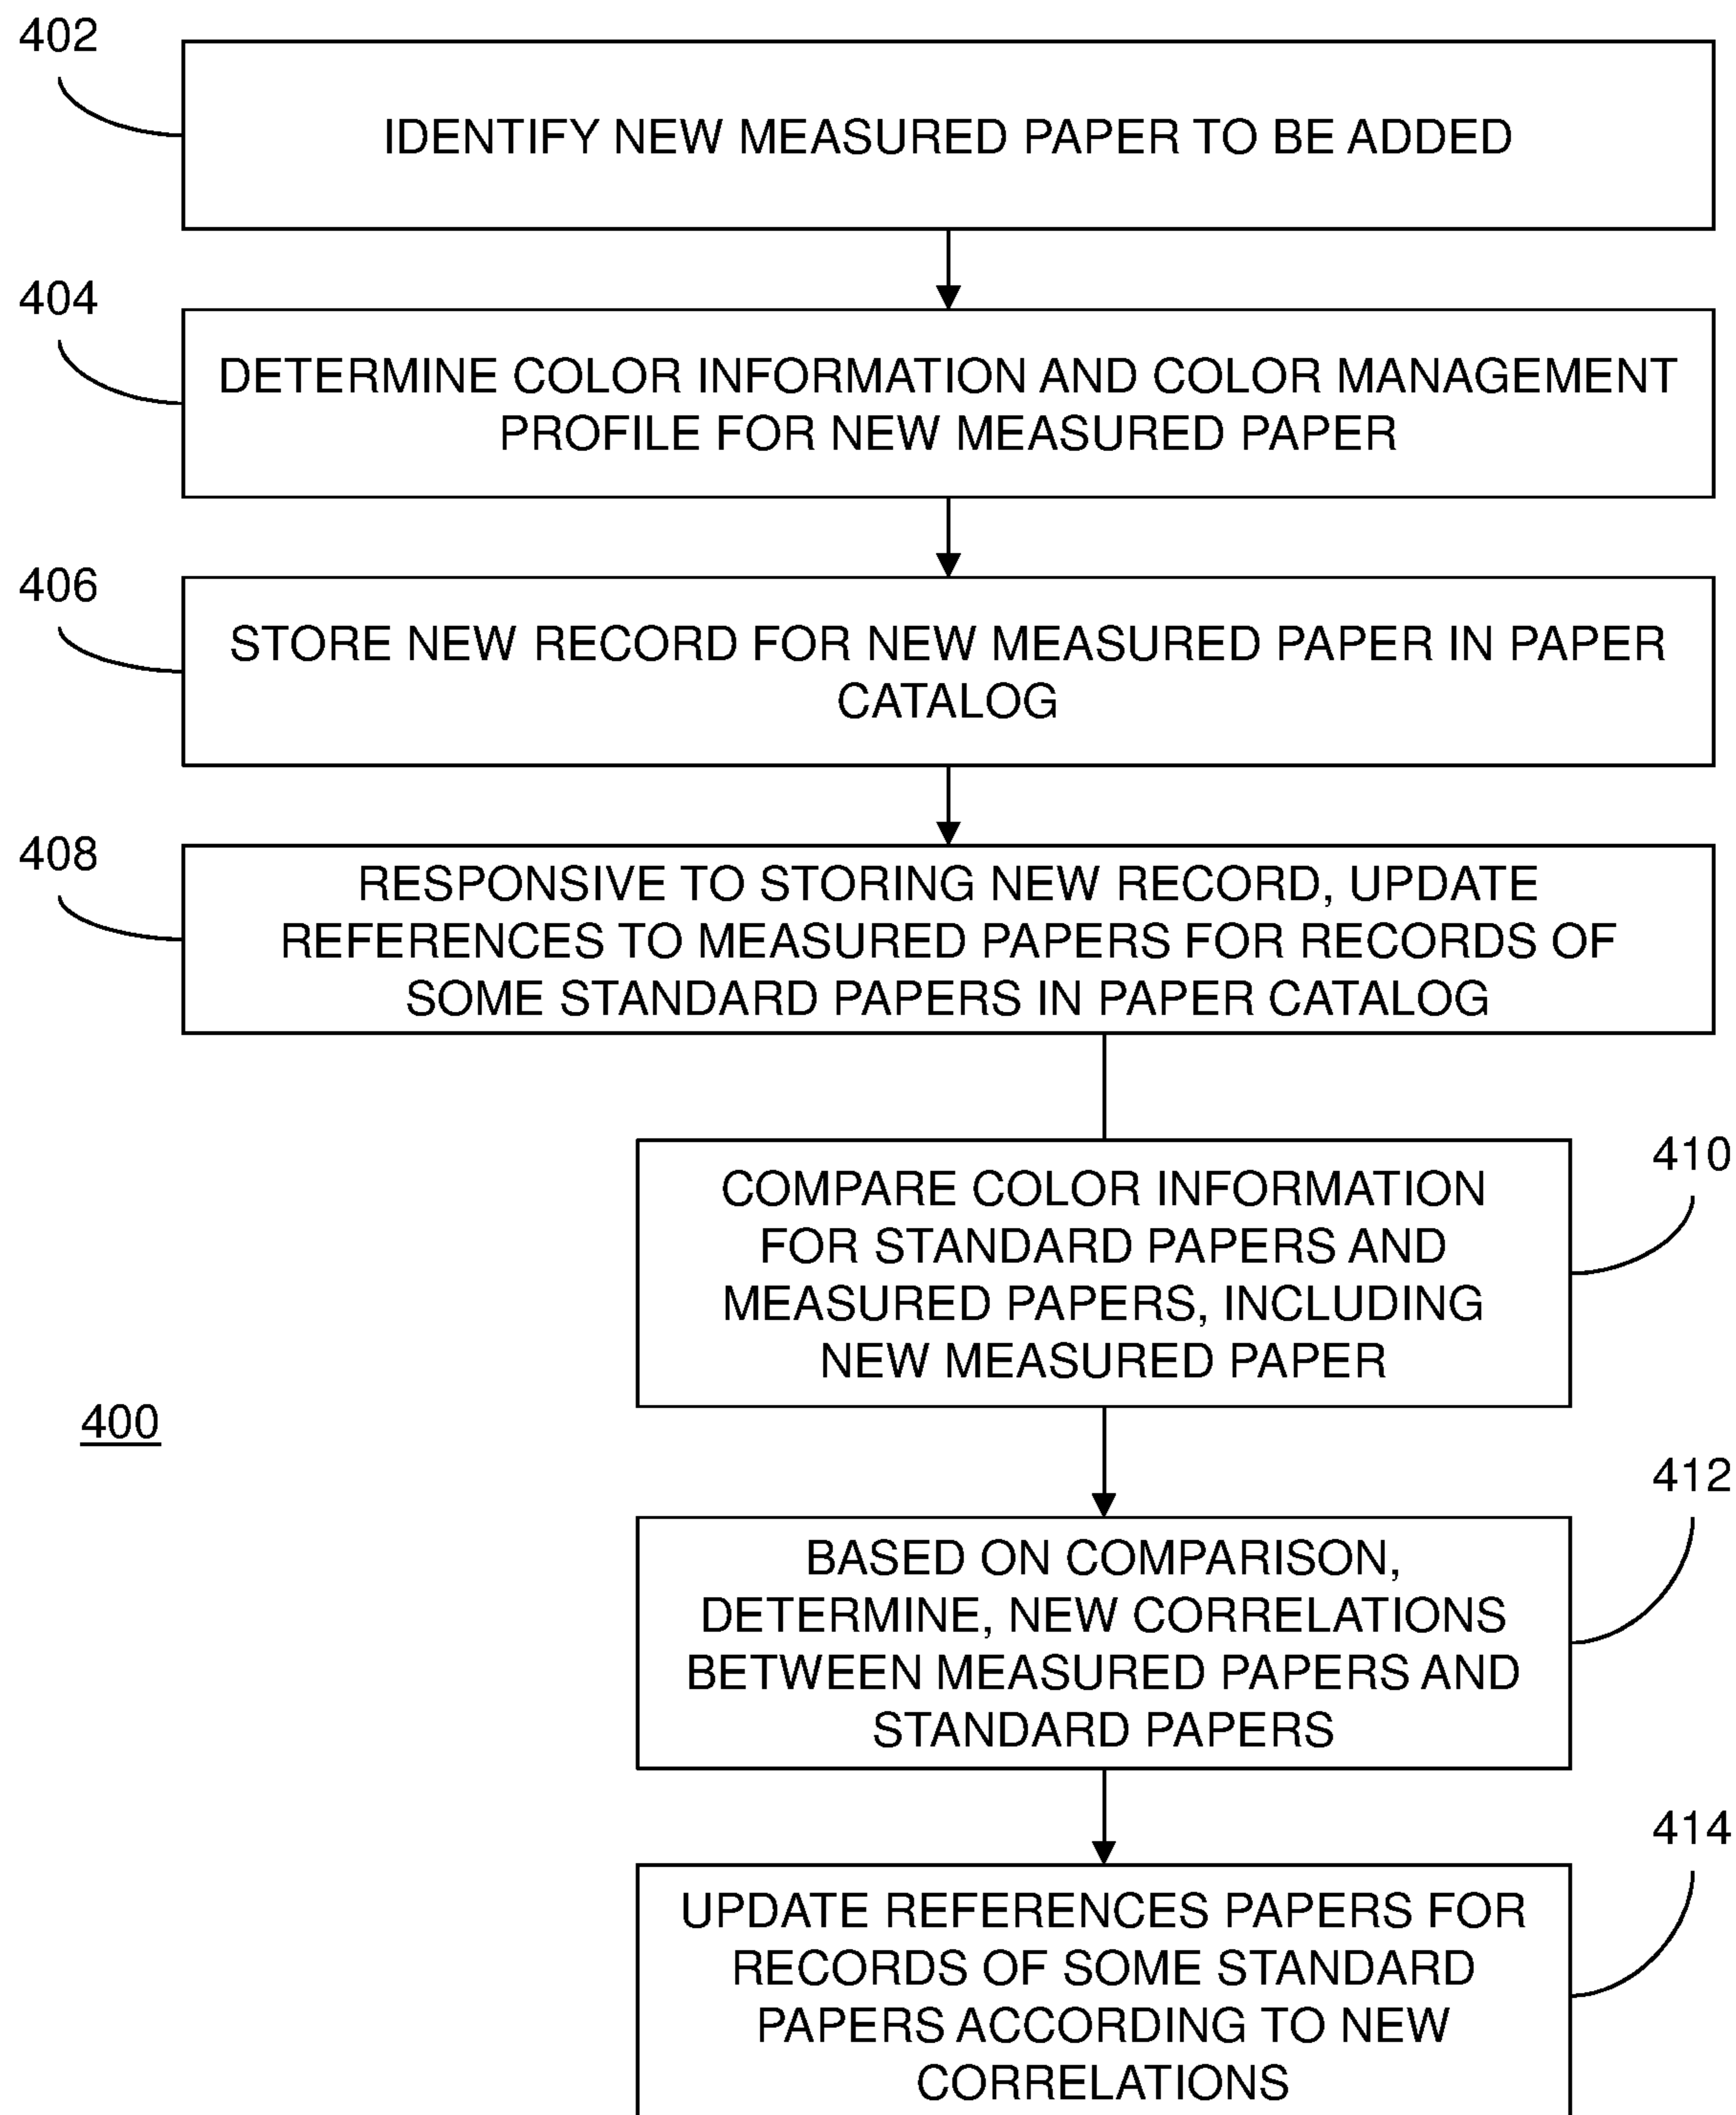 402
IDENTIFY NEW MEASURED PAPER TO BE ADDED
404
DETERMINE COLOR INFORMATION AND COLOR MANAGEMENT
PROFILE FOR NEW MEASURED PAPER
406
STORE NEW RECORD FOR NEW MEASURED PAPER IN PAPER
CATALOG
408
RESPONSIVE TO STORING NEW RECORD, UPDATE
REFERENCES TO MEASURED PAPERS FOR RECORDS OF
SOME STANDARD PAPERS IN PAPER CATALOG
410
COMPARE COLOR INFORMATION
FOR STANDARD PAPERS AND
MEASURED PAPERS, INCLUDING
NEW MEASURED PAPER
400
412
BASED ON COMPARISON,
DETERMINE, NEW CORRELATIONS
BETWEEN MEASURED PAPERS AND
STANDARD PAPERS
414
UPDATE REFERENCES PAPERS FOR
RECORDS OF SOME STANDARD
PAPERS ACCORDING TO NEW
CORRELATIONS